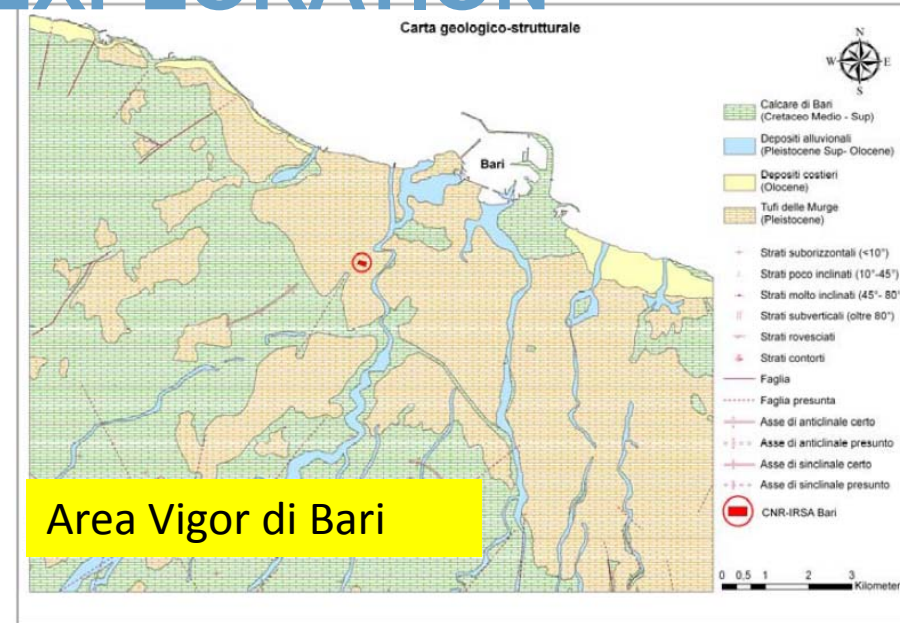 EXPLORATION
Carta geologico-strutturale
N
W E
S
Calcare di Bari
(Cretaceo Medio - Sup)
Depositi alluvionali
(Pleistocene Sup- Olocene)
Depositi costieri
(Olocene)
Tufi delle Murge
(Pleistocene)
Bari
Strati suborizzontali (<10°)
Strati poco inclinati (10°-45°)
Strati molto inclinati (45°- 80°
Strati subverticali (oltre 80°)
Strati rovesciati
Strati contorti
Faglia
Faglia presunta
Asse di anticlinale certo
Asse di anticlinale presunto
Asse di sinclinale certo
Asse di sinclinale presunto
CNR-IRSA Bari
Area Vigor di Bari
0 0,5 1 2 3
Kilometer